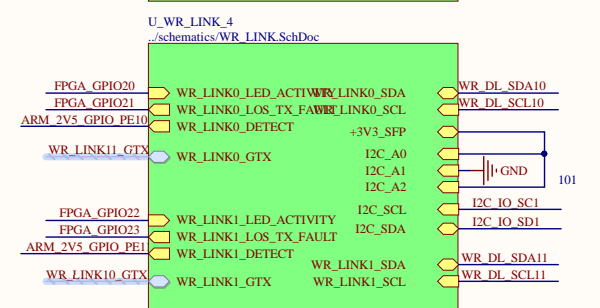 U_WR_LINK_4
../schematics/WR_LINK.SchDoc
FPGA_GPIO20 WR_LINK0_LED_ACTIVITY WR_LINK0_SDA WR_DL_SDA10
FPGA_GPIO21 WR_LINK0_LOS_TX_FAULT WR_LINK0_SCL WR_DL_SCL10
ARM_2V5_GPIO_PE10 WR_LINK0_DETECT +3V3_SFP
WR_LINK11_GTX WR_LINK0_GTX I2C_A0
I2C_A1 GND
I2C_A2 101
FPGA_GPIO22 WR_LINK1_LED_ACTIVITY I2C_SCL I2C_IO_SC1
FPGA_GPIO23 WR_LINK1_LOS_TX_FAULT I2C_SDA I2C_IO_SD1
ARM_2V5_GPIO_PE1 WR_LINK1_DETECT
WR_LINK1_SDA WR_DL_SDA11
WR_LINK10_GTX WR_LINK1_GTX WR_LINK1_SCL WR_DL_SCL11